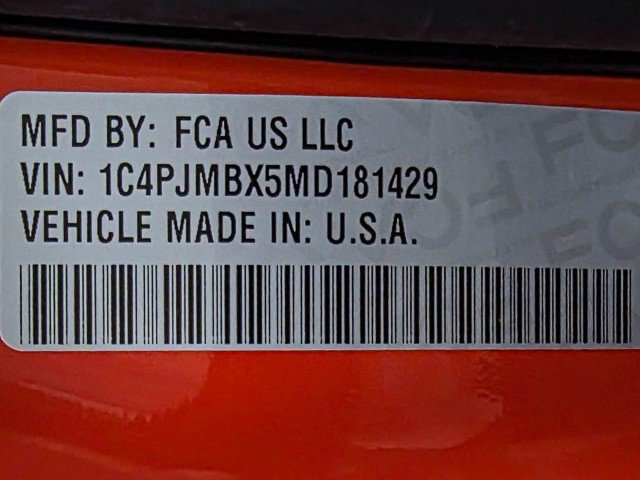 MFD BY: FCA US LLC
VIN: 1C4PJMBX5MD181429
VEHICLE MADE IN: U.S.A.